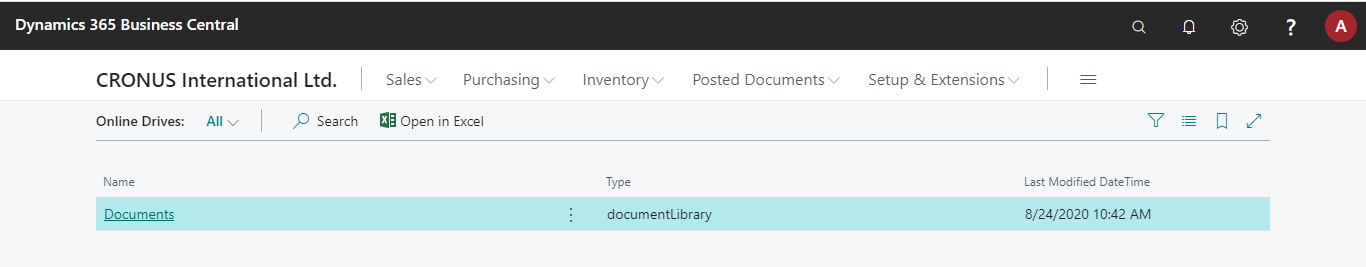 Dynamics 365 Business Central
? A
CRONUS International Ltd. Sales Purchasing Inventory Posted Documents Setup & Extensions
Online Drives: All Search Open in Excel
Name Type Last Modified DateTime
Documents documentLibrary 8/24/2020 10:42 AM